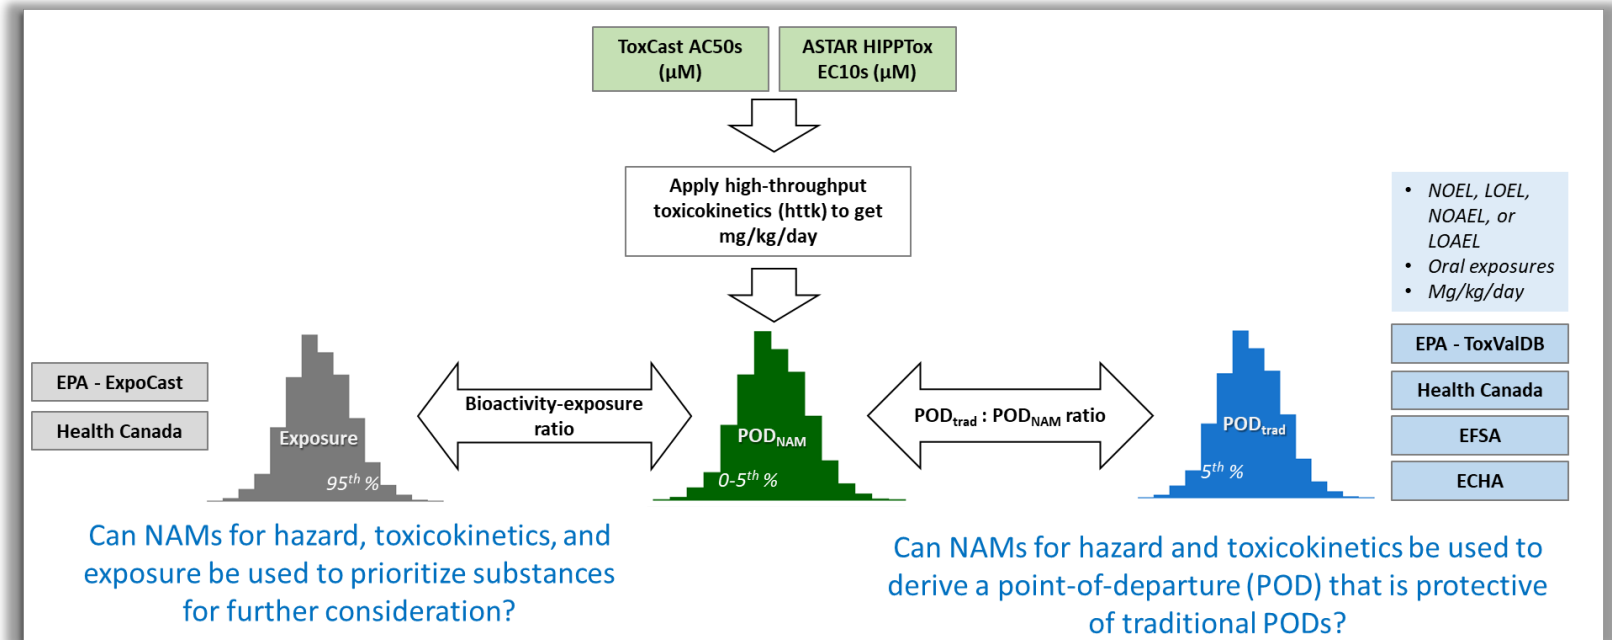 ToxCast AC50s
(µM)
ASTAR HIPPTox
EC10s (µM)
Apply high-throughput
toxicokinetics (httk) to get
mg/kg/day
• NOEL, LOEL,
NOAEL, or
LOAEL
• Oral exposures
• Mg/kg/day
EPA - ExpoCast
Health Canada
Exposure
95th %
Bioactivity-exposure
ratio
PODNAM
0-5th %
PODtrad : PODNAM ratio
PODtrad
5th %
EPA - ToxValDB
Health Canada
EFSA
ECHA
Can NAMs for hazard, toxicokinetics, and
exposure be used to prioritize substances
for further consideration?
Can NAMs for hazard and toxicokinetics be used to
derive a point-of-departure (POD) that is protective
of traditional PODs?